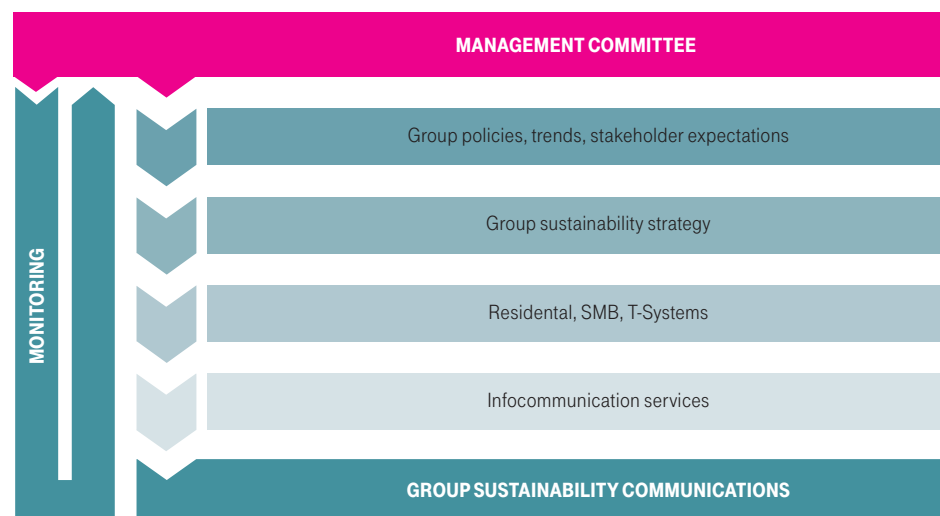 MANAGEMENT COMMITTEE
Group policies, trends, stakeholder expectations
Group sustainability strategy
MONITORING
Residental, SMB, T-Systems
Infocommunication services
GROUP SUSTAINABILITY COMMUNICATIONS